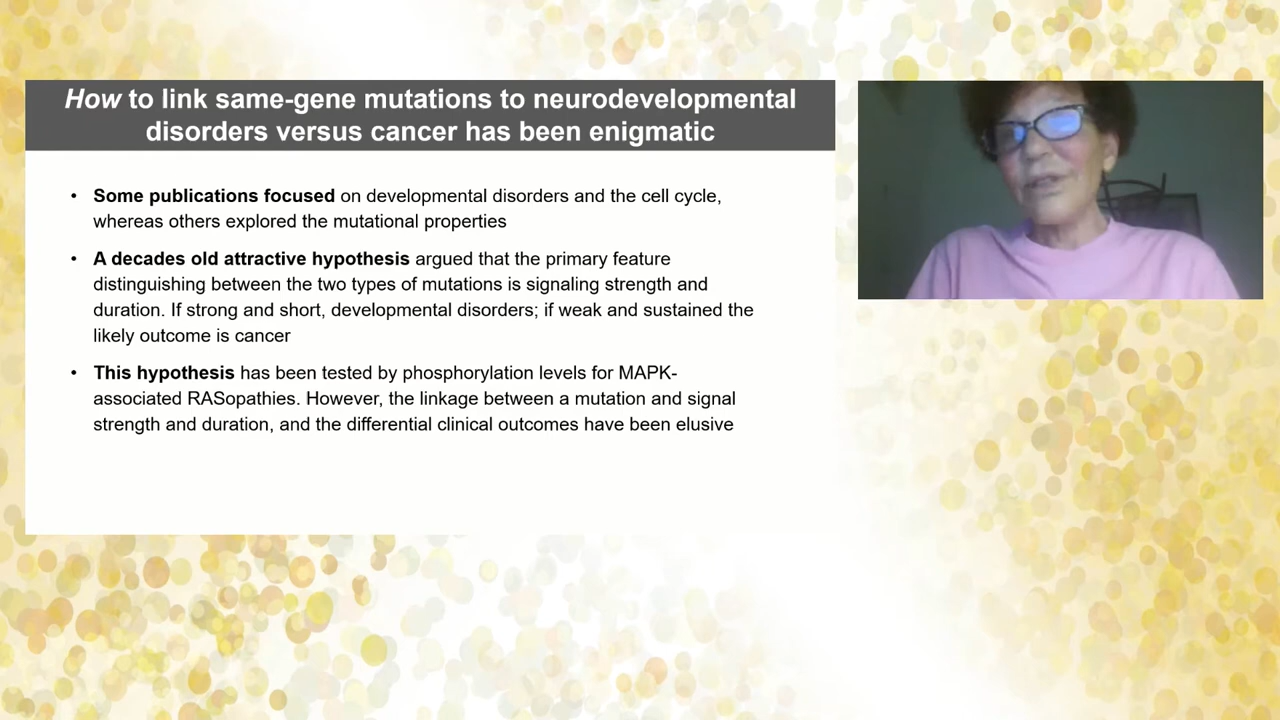 How to link same-gene mutations to neurodevelopmental
disorders versus cancer has been enigmatic
• Some publications focused on developmental disorders and the cell cycle,
whereas others explored the mutational properties
• A decades old attractive hypothesis argued that the primary feature
distinguishing between the two types of mutations is signaling strength and
duration. If strong and short, developmental disorders; if weak and sustained the
likely outcome is cancer
• This hypothesis has been tested by phosphorylation levels for MAPK-
associated RASopathies. However, the linkage between a mutation and signal
strength and duration, and the differential clinical outcomes have been elusive